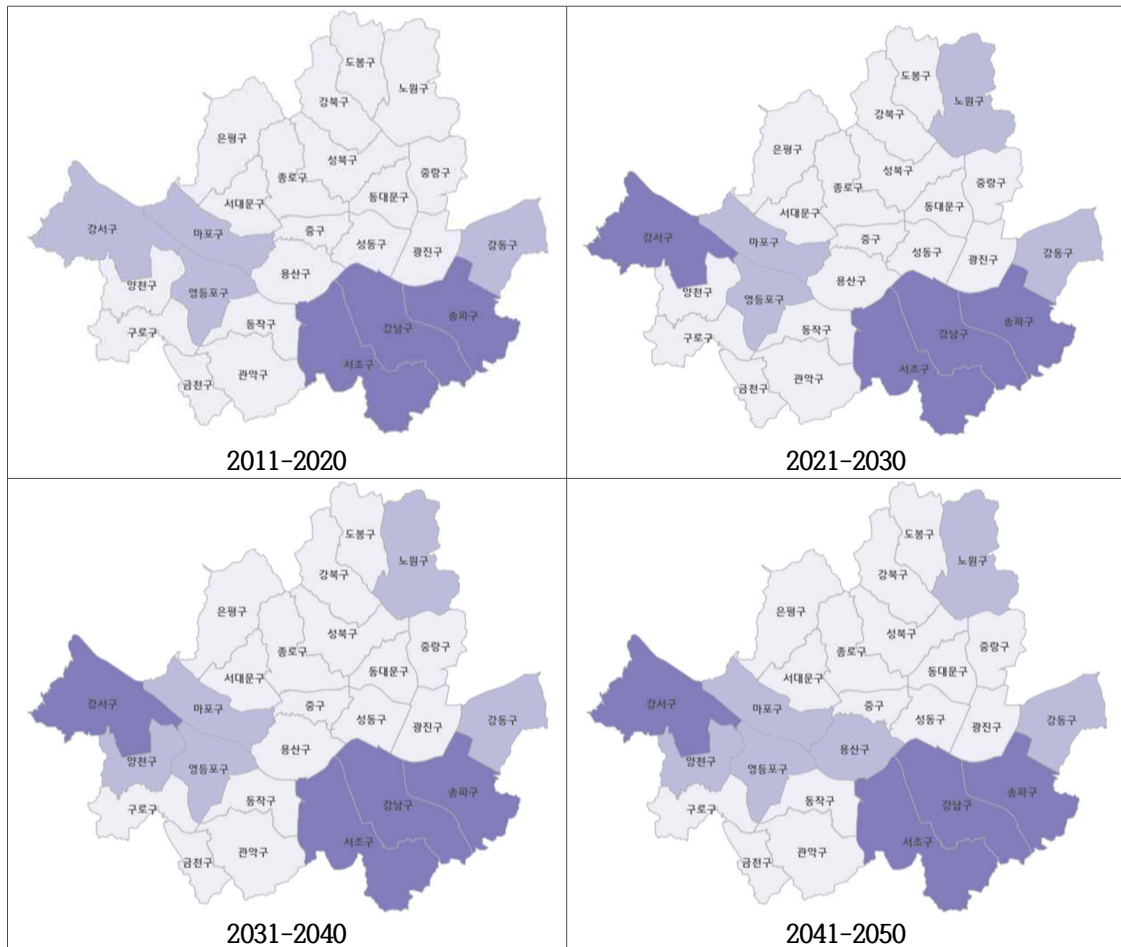 도봉구
노원구
강북구
은평구
성북구
중랑구
종로구
서대문구
동대문구
강서구
마포구
중구
성동구
강동구
광진구
용산구
양천구
영등포구
송파구
동작구
강남구
구로구
서초구
관악구
금천구
2011-2020
도봉구
노원구
강북구
은평구
성북구
중랑구
종로구
서대문구
동대문구
강서구
마포구
중구
성동구
강동구
광진구
용산구
양천구
영등포구
송파구
동작구
강남구
구로구
서초구
관악구
금천구
2021-2030
도봉구
노원구
강북구
은평구
성북구
중랑구
종로구
서대문구
동대문구
강서구
마포구
중구
성동구
강동구
광진구
용산구
양천구
영등포구
송파구
동작구
강남구
구로구
서초구
관악구
금천구
2031-2040
도봉구
노원구
강북구
은평구
성북구
중랑구
종로구
서대문구
동대문구
강서구
마포구
중구
성동구
강동구
광진구
용산구
양천구
영등포구
송파구
동작구
강남구
구로구
서초구
관악구
금천구
2041-2050